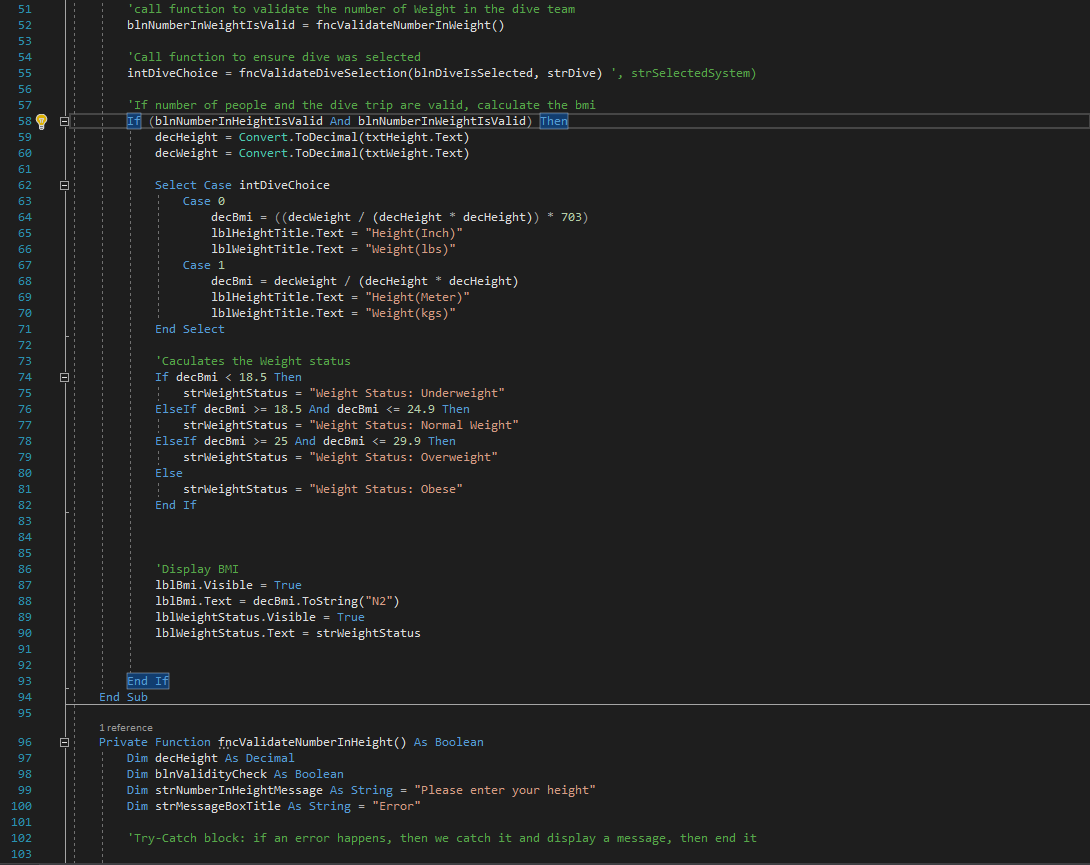 51 'call function to validate the number of Weight in the dive team
52 blnNumberInWeightIsValid = fncValidateNumberInWeight()
53
54 'Call function to ensure dive was selected
55 intDiveChoice = fncValidateDiveSelection(blnDiveIsSelected, strDive) ', strSelectedSystem)
56
57 'If number of people and the dive trip are valid, calculate the bmi
58 If (blnNumberInHeightIsValid And blnNumberInWeightIsValid) Then
59 decHeight = Convert.ToDecimal(txtHeight.Text)
60 decWeight = Convert.ToDecimal(txtWeight.Text)
61
62 Select Case intDiveChoice
63 Case 0
64 decBmi = ((decWeight / (decHeight * decHeight)) * 703)
65 lblHeightTitle.Text = "Height(Inch)"
66 lblWeightTitle.Text = "Weight(lbs)"
67 Case 1
68 decBmi = decWeight / (decHeight * decHeight)
69 lblHeightTitle.Text = "Height(Meter)"
70 lblWeightTitle.Text = "Weight(kgs)"
71 End Select
72
73 'Caculates the Weight status
74 If decBmi < 18.5 Then
75 strWeightStatus = "Weight Status: Underweight"
76 ElseIf decBmi >= 18.5 And decBmi <= 24.9 Then
77 strWeightStatus = "Weight Status: Normal Weight"
78 ElseIf decBmi >= 25 And decBmi <= 29.9 Then
79 strWeightStatus = "Weight Status: Overweight"
80 Else
81 strWeightStatus = "Weight Status: Obese"
82 End If
83
84
85
86 'Display BMI
87 lblBmi.Visible = True
88 lblBmi.Text = decBmi.ToString("N2")
89 lblWeightStatus.Visible = True
90 lblWeightStatus.Text = strWeightStatus
91
92
93 End If
94 End Sub
95
1 reference
96 Private Function fncValidateNumberInHeight() As Boolean
97 Dim decHeight As Decimal
98 Dim blnValidityCheck As Boolean
99 Dim strNumberInHeightMessage As String = "Please enter your height"
100 Dim strMessageBoxTitle As String = "Error"
101
102 'Try-Catch block: if an error happens, then we catch it and display a message, then end it
103